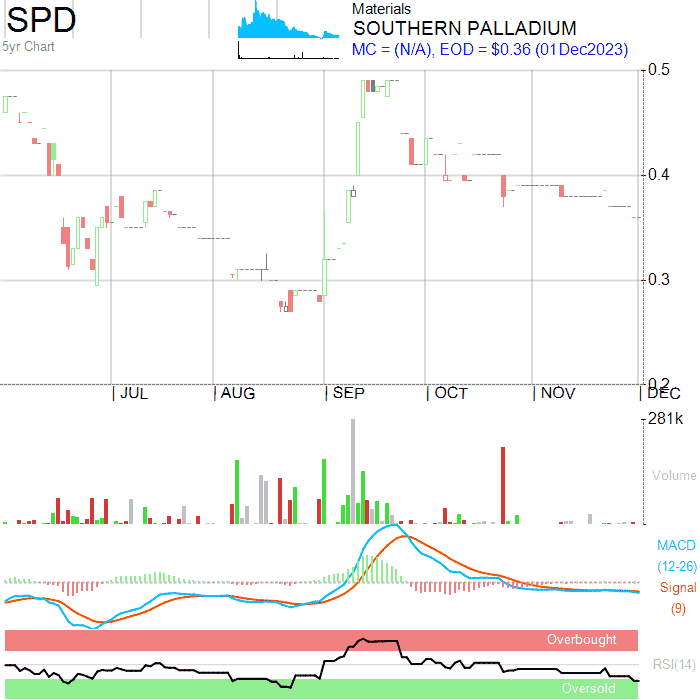 SPD
5yr Chart
Materials
SOUTHERN PALLADIUM
MC = (N/A), EOD = $0.36 (01Dec2023)
0.5
0.4
0.3
0.2
JUL AUG SEP OCT NOV DEC
281k
Volume
MACD
(12-26)
Signal
(9)
Overbought
RSI(14)
Oversold